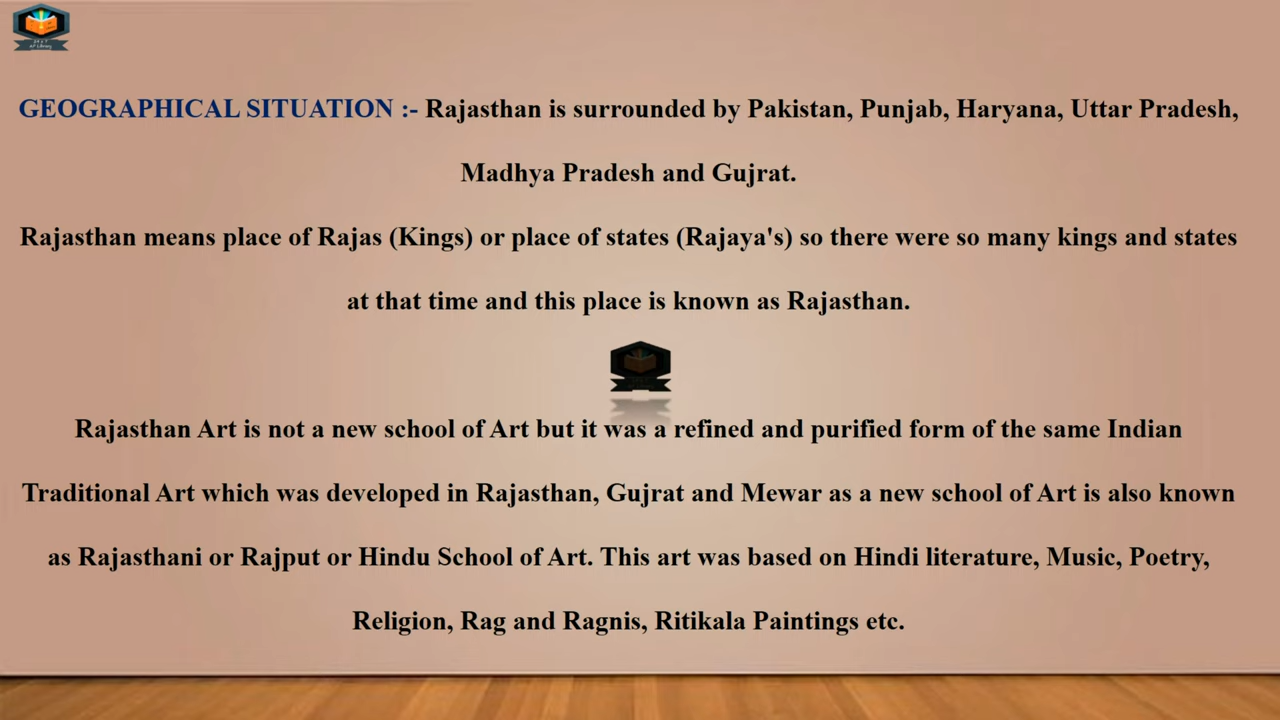 GEOGRAPHICAL SITUATION :- Rajasthan is surrounded by Pakistan, Punjab, Haryana, Uttar Pradesh,
Madhya Pradesh and Gujrat.
Rajasthan means place of Rajas (Kings) or place of states (Rajaya's) so there were so many kings and states
at that time and this place is known as Rajasthan.
Rajasthan Art is not a new school of Art but it was a refined and purified form of the same Indian
Traditional Art which was developed in Rajasthan, Gujrat and Mewar as a new school of Art is also known
as Rajasthani or Rajput or Hindu School of Art. This art was based on Hindi literature, Music, Poetry,
Religion, Rag and Ragnis, Ritikala Paintings etc.